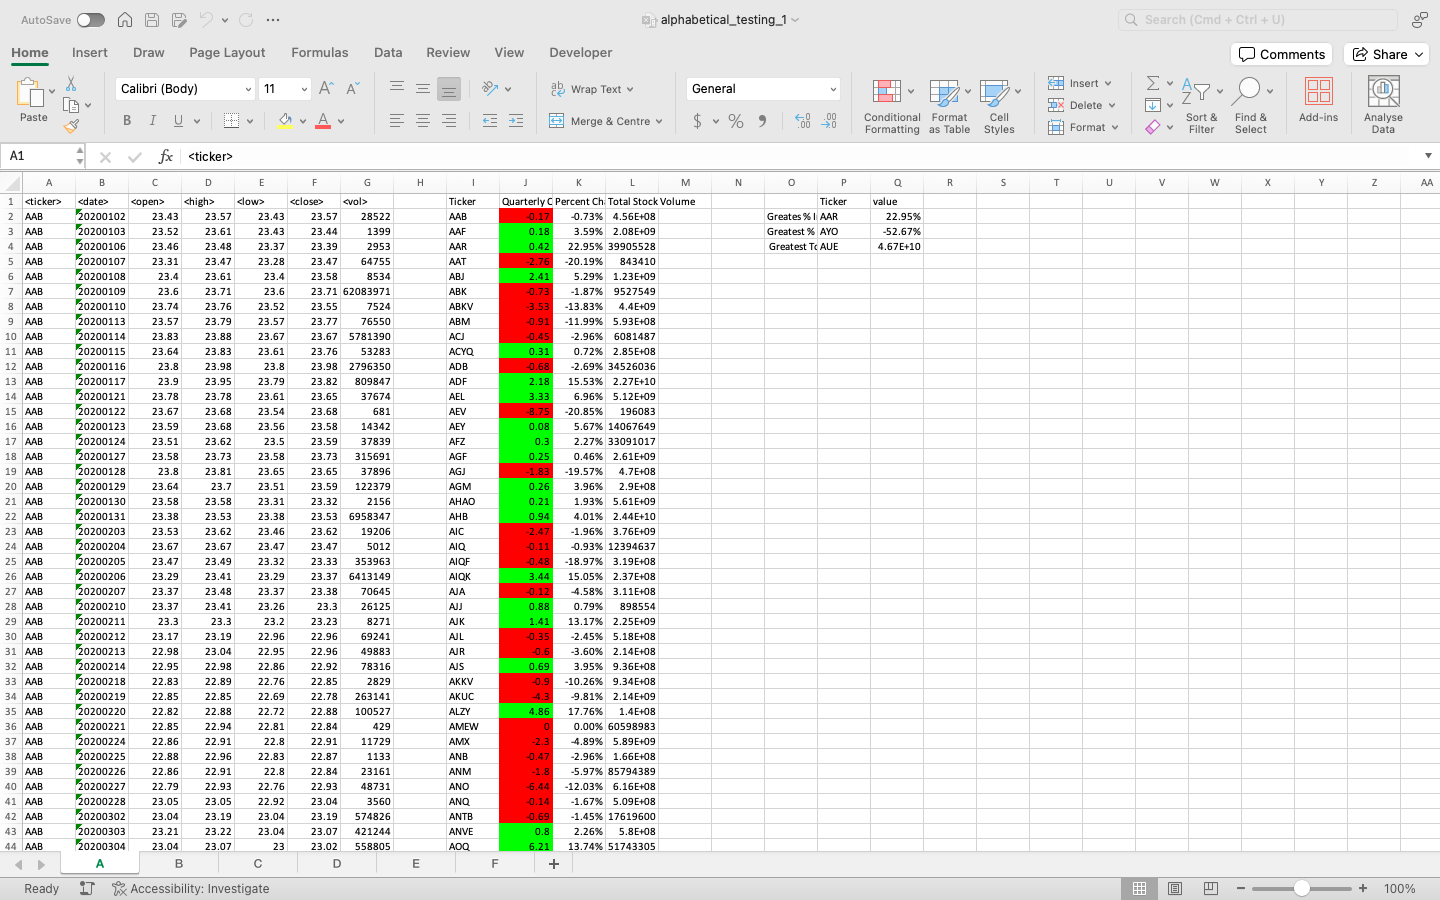 AutoSave
alphabetical_testing_1
Search (Cmd + Ctrl + U)
Home Insert Draw Page Layout Formulas Data Review View Developer
Comments Share
Paste
Calibri (Body) 11
Wrap Text
Merge & Centre
General
Conditional Formatting
Format as Table
Cell Styles
Insert
Delete
Format
Sort & Filter
Find & Select
Add-ins
Analyse Data
A1 fx <ticker>
A B C D E F G H I J K L M N O P Q R S T U V W X Y Z AA
1 <ticker> <date> <open> <high> <low> <close> <vol> Ticker Quarterly C Percent Cha Total Stock Volume Ticker value
2 AAB 20200102 23.43 23.57 23.43 23.57 28522 AAB -0.17 -0.73% 4.56E+08 Greates % I AAR 22.95%
3 AAB 20200103 23.52 23.61 23.43 23.44 1399 AAF 0.18 3.59% 2.08E+09 Greatest % AYO -52.67%
4 AAB 20200106 23.46 23.48 23.37 23.39 2953 AAR 0.42 22.95% 39905528 Greatest To AUE 4.67E+10
5 AAB 20200107 23.31 23.47 23.28 23.47 64755 AAT -2.76 -20.19% 843410
6 AAB 20200108 23.4 23.61 23.4 23.58 8534 ABJ 2.41 5.29% 1.23E+09
7 AAB 20200109 23.6 23.71 23.6 23.71 62083971 ABK -0.73 -1.87% 9527549
8 AAB 20200110 23.74 23.76 23.52 23.55 7524 ABKV -3.53 -13.83% 4.4E+09
9 AAB 20200113 23.57 23.79 23.57 23.77 76550 ABM -0.91 -11.99% 5.93E+08
10 AAB 20200114 23.83 23.88 23.67 23.67 5781390 ACJ -0.45 -2.96% 6081487
11 AAB 20200115 23.64 23.83 23.61 23.76 53283 ACYQ 0.31 0.72% 2.85E+08
12 AAB 20200116 23.8 23.98 23.8 23.98 2796350 ADB -0.68 -2.69% 34526036
13 AAB 20200117 23.9 23.95 23.79 23.82 809847 ADF 2.18 15.53% 2.27E+10
14 AAB 20200121 23.78 23.78 23.61 23.65 37674 AEL 3.33 6.96% 5.12E+09
15 AAB 20200122 23.67 23.68 23.54 23.68 681 AEV -8.75 -20.85% 196083
16 AAB 20200123 23.59 23.68 23.56 23.58 14342 AEY 0.08 5.67% 14067649
17 AAB 20200124 23.51 23.62 23.5 23.59 37839 AFZ 0.3 2.27% 33091017
18 AAB 20200127 23.58 23.73 23.58 23.73 315691 AGF 0.25 0.46% 2.61E+09
19 AAB 20200128 23.8 23.81 23.65 23.65 37896 AGJ -1.83 -19.57% 4.7E+08
20 AAB 20200129 23.64 23.7 23.51 23.59 122379 AGM 0.26 3.96% 2.9E+08
21 AAB 20200130 23.58 23.58 23.31 23.32 2156 AHAO 0.21 1.93% 5.61E+09
22 AAB 20200131 23.38 23.53 23.38 23.53 6958347 AHB 0.94 4.01% 2.44E+10
23 AAB 20200203 23.53 23.62 23.46 23.62 19206 AIC -2.47 -1.96% 3.76E+09
24 AAB 20200204 23.67 23.67 23.47 23.47 5012 AIQ -0.11 -0.93% 12394637
25 AAB 20200205 23.47 23.49 23.32 23.33 353963 AIQF -0.48 -18.97% 3.19E+08
26 AAB 20200206 23.29 23.41 23.29 23.37 6413149 AIQK 3.44 15.05% 2.37E+08
27 AAB 20200207 23.37 23.48 23.37 23.38 70645 AJA -0.12 -4.58% 3.11E+08
28 AAB 20200210 23.37 23.41 23.26 23.3 26125 AJJ 0.88 0.79% 898554
29 AAB 20200211 23.3 23.3 23.2 23.23 8271 AJK 1.41 13.17% 2.25E+09
30 AAB 20200212 23.17 23.19 22.96 22.96 69241 AJL -0.35 -2.45% 5.18E+08
31 AAB 20200213 22.98 23.04 22.95 22.96 49883 AJR -0.6 -3.60% 2.14E+08
32 AAB 20200214 22.95 22.98 22.86 22.92 78316 AJS 0.69 3.95% 9.36E+08
33 AAB 20200218 22.83 22.89 22.76 22.85 2829 AKKV -0.9 -10.26% 9.34E+08
34 AAB 20200219 22.85 22.85 22.69 22.78 263141 AKUC -4.3 -9.81% 2.14E+09
35 AAB 20200220 22.82 22.88 22.72 22.88 100527 ALZY 4.86 17.76% 1.4E+08
36 AAB 20200221 22.85 22.94 22.81 22.84 429 AMEW 0 0.00% 60598983
37 AAB 20200224 22.86 22.91 22.8 22.91 11729 AMX -2.3 -4.89% 5.89E+09
38 AAB 20200225 22.88 22.96 22.83 22.87 1133 ANB -0.47 -2.96% 1.66E+08
39 AAB 20200226 22.86 22.91 22.8 22.84 23161 ANM -1.8 -5.97% 85794389
40 AAB 20200227 22.79 22.93 22.76 22.93 48731 ANO -6.44 -12.03% 6.16E+08
41 AAB 20200228 23.05 23.05 22.92 23.04 3560 ANQ -0.14 -1.67% 5.09E+08
42 AAB 20200302 23.04 23.19 23.04 23.19 574826 ANTB -0.69 -1.45% 17619600
43 AAB 20200303 23.21 23.22 23.04 23.07 421244 ANVE 0.8 2.26% 5.8E+08
44 AAB 20200304 23.04 23.07 23 23.02 558805 AOQ 6.21 13.74% 51743305
A B C D E F +
Ready Accessibility: Investigate 100%